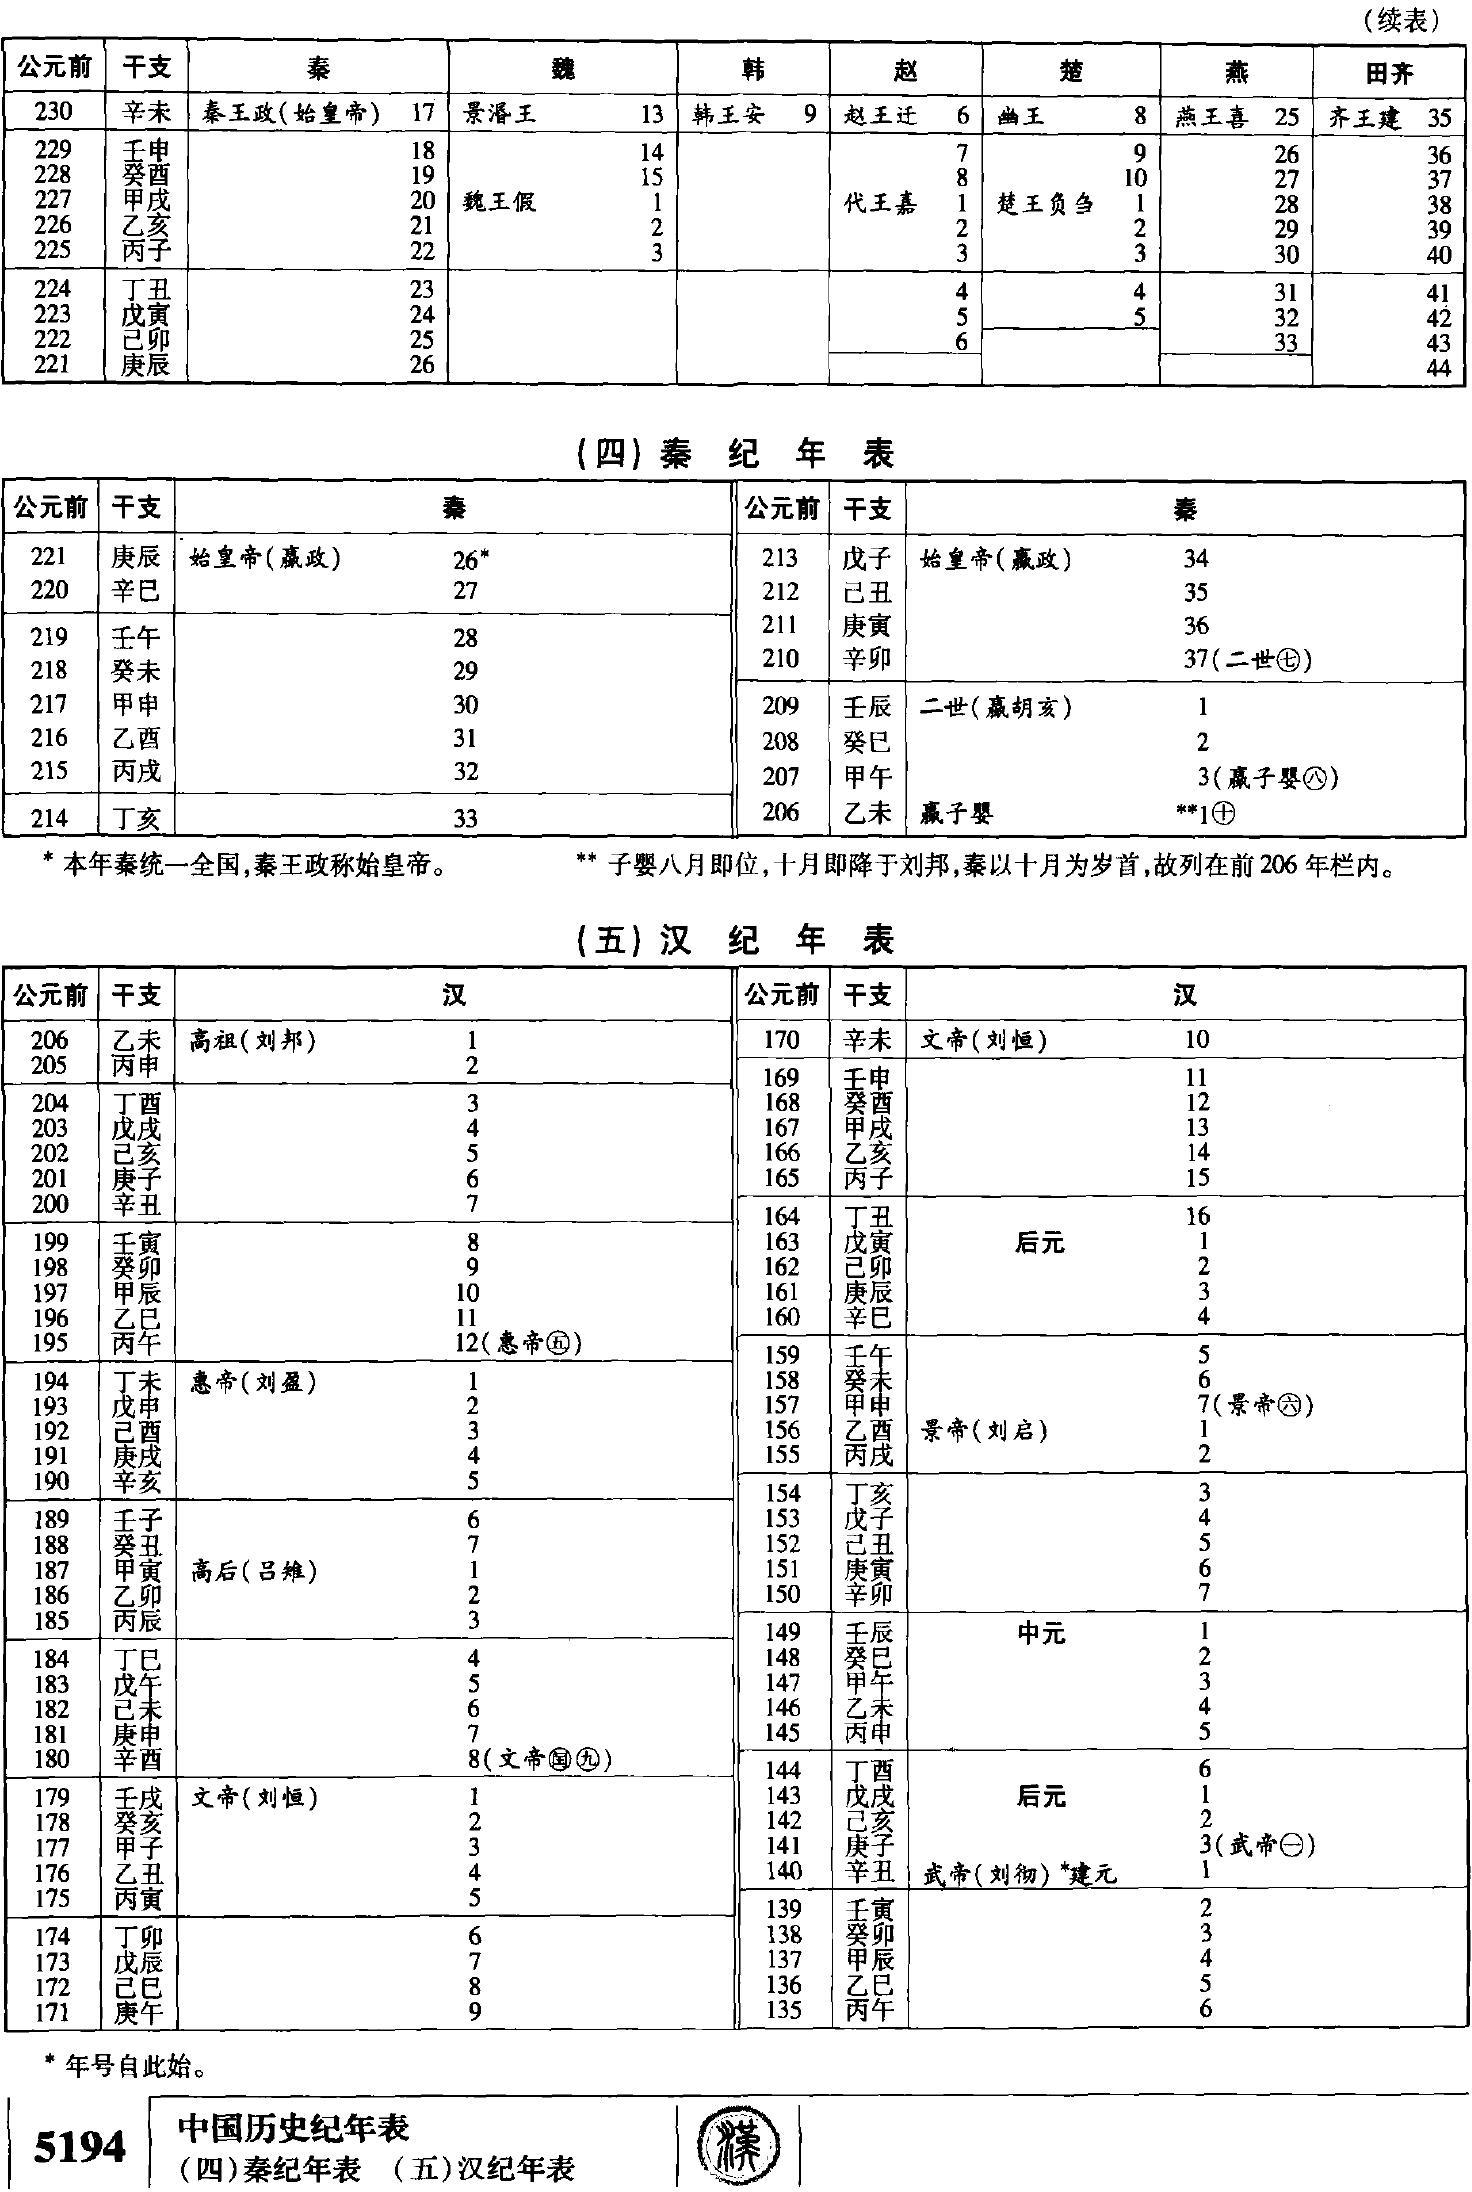 (续表)
公元前 干支 秦 魏 韩 赵 楚 燕 田齐
230 辛未 秦王政(始皇帝) 17 景湣王 13 韩王安 9 赵王迁 6 幽王 8 燕王喜 25 齐王建 35
229 壬申 18 14 7 9 26 36
228 癸酉 19 15 8 10 27 37
227 甲戌 20 魏王假 1 代王嘉 1 楚王负刍 1 28 38
226 乙亥 21 2 2 2 29 39
225 丙子 22 3 3 3 30 40
224 丁丑 23 4 4 31 41
223 戊寅 24 5 5 32 42
222 己卯 25 6 33 43
221 庚辰 26 44
(四)秦 纪 年 表
公元前 干支 秦 公元前 干支 秦
221 庚辰 始皇帝(嬴政) 26* 213 戊子 始皇帝(嬴政) 34
220 辛巳 27 212 己丑 35
219 壬午 28 211 庚寅 36
218 癸未 29 210 辛卯 37(二世㊆)
217 甲申 30 209 壬辰 二世(嬴胡亥) 1
216 乙酉 31 208 癸巳 2
215 丙戌 32 207 甲午 3(嬴子婴㊇)
214 丁亥 33 206 乙未 嬴子婴 **1㊉
* 本年秦统一全国,秦王政称始皇帝。 ** 子婴八月即位,十月即降于刘邦,秦以十月为岁首,故列在前206年栏内。
(五)汉 纪 年 表
公元前 干支 汉 公元前 干支 汉
206 乙未 高祖(刘邦) 1 170 辛未 文帝(刘恒) 10
205 丙申 2 169 壬申 11
204 丁酉 3 168 癸酉 12
203 戊戌 4 167 甲戌 13
202 己亥 5 166 乙亥 14
201 庚子 6 165 丙子 15
200 辛丑 7 164 丁丑 16
199 壬寅 8 163 戊寅 后元 1
198 癸卯 9 162 己卯 2
197 甲辰 10 161 庚辰 3
196 乙巳 11 160 辛巳 4
195 丙午 12(惠帝㊄) 159 壬午 5
194 丁未 惠帝(刘盈) 1 158 癸未 6
193 戊申 2 157 甲申 7(景帝㊅)
192 己酉 3 156 乙酉 景帝(刘启) 1
191 庚戌 4 155 丙戌 2
190 辛亥 5 154 丁亥 3
189 壬子 6 153 戊子 4
188 癸丑 7 152 己丑 5
187 甲寅 高后(吕雉) 1 151 庚寅 6
186 乙卯 2 150 辛卯 7
185 丙辰 3 149 壬辰 中元 1
184 丁巳 4 148 癸巳 2
183 戊午 5 147 甲午 3
182 己未 6 146 乙未 4
181 庚申 7 145 丙申 5
180 辛酉 8(文帝㊈) 144 丁酉 6
179 壬戌 文帝(刘恒) 1 143 戊戌 后元 1
178 癸亥 2 142 己亥 2
177 甲子 3 141 庚子 3(武帝㊀)
176 乙丑 4 140 辛丑 武帝(刘彻) *建元 1
175 丙寅 5 139 壬寅 2
174 丁卯 6 138 癸卯 3
173 戊辰 7 137 甲辰 4
172 己巳 8 136 乙巳 5
171 庚午 9 135 丙午 6
* 年号自此始。
5194 中国历史纪年表
(四)秦纪年表 (五)汉纪年表
漢